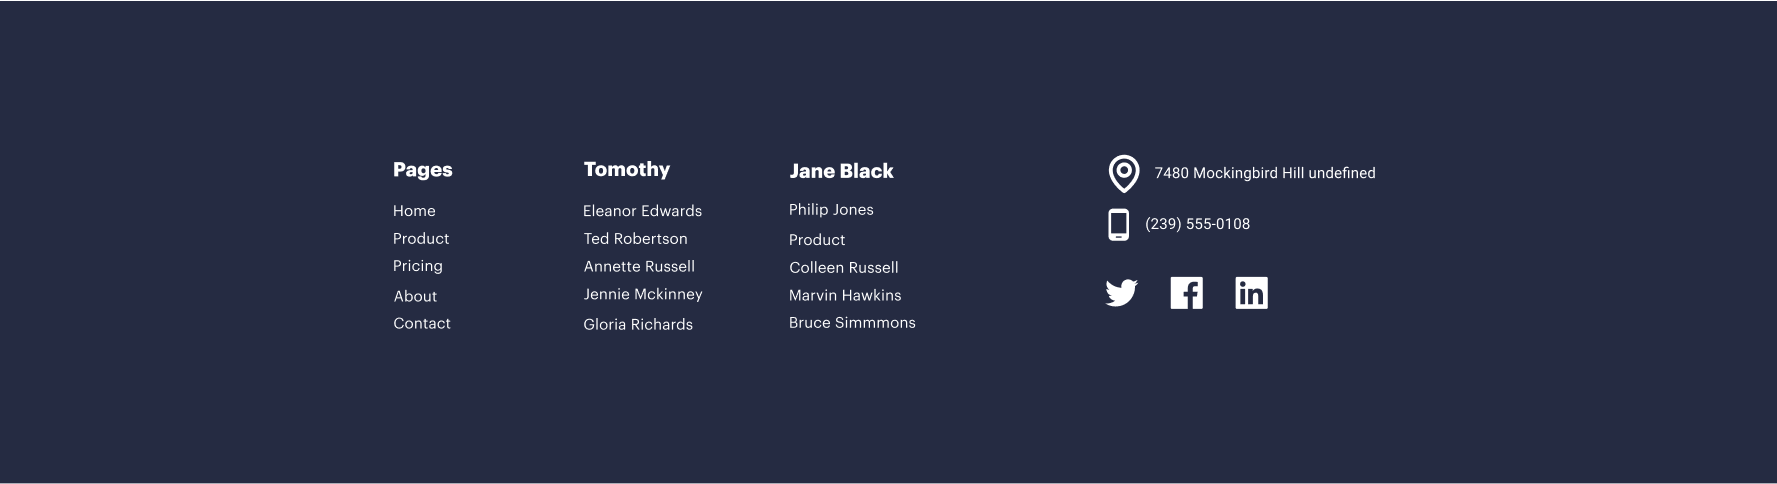 Pages
Home
Product
Pricing
About
Contact
Tomothy
Eleanor Edwards
Ted Robertson
Annette Russell
Jennie Mckinney
Gloria Richards
Jane Black
Philip Jones
Product
Colleen Russell
Marvin Hawkins
Bruce Simmmons
7480 Mockingbird Hill undefined
(239) 555-0108